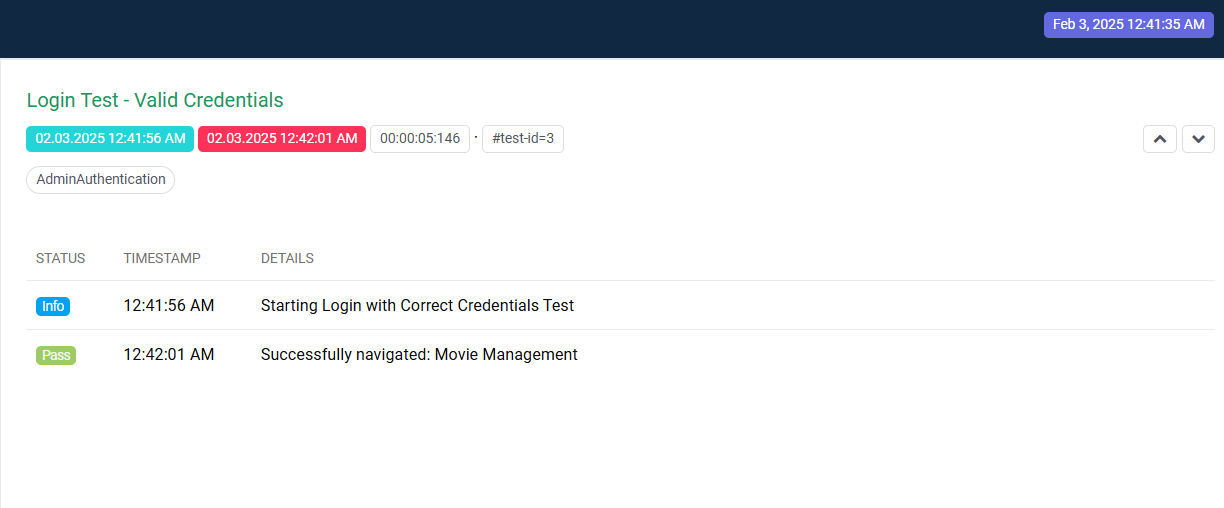 Feb 3, 2025 12:41:35 AM
Login Test - Valid Credentials
02.03.2025 12:41:56 AM 02.03.2025 12:42:01 AM 00:00:05:146 · #test-id=3
AdminAuthentication
STATUS TIMESTAMP DETAILS
Info 12:41:56 AM Starting Login with Correct Credentials Test
Pass 12:42:01 AM Successfully navigated: Movie Management